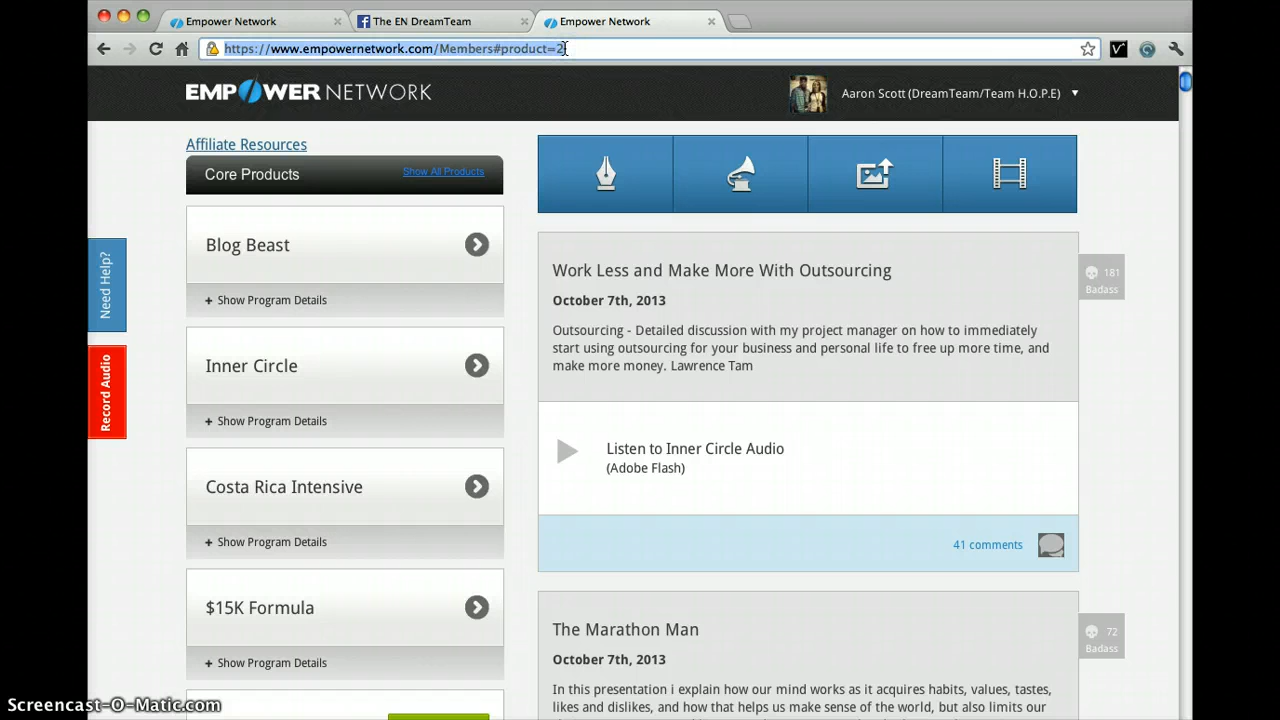 Empower Network
The EN DreamTeam
Empower Network
https://www.empowernetwork.com/Members#product=2
EMPOWER NETWORK
Aaron Scott (DreamTeam/Team H.O.P.E)
Affiliate Resources
Core Products
Show All Products
Blog Beast
+ Show Program Details
Inner Circle
+ Show Program Details
Costa Rica Intensive
+ Show Program Details
$15K Formula
+ Show Program Details
Need Help?
Record Audio
Work Less and Make More With Outsourcing
October 7th, 2013
Outsourcing - Detailed discussion with my project manager on how to immediately
start using outsourcing for your business and personal life to free up more time, and
make more money. Lawrence Tam
181
Badass
Listen to Inner Circle Audio
(Adobe Flash)
41 comments
The Marathon Man
October 7th, 2013
In this presentation i explain how our mind works as it acquires habits, values, tastes,
likes and dislikes, and how that helps us make sense of the world, but also limits our
72
Badass
Screencast-O-Matic.com